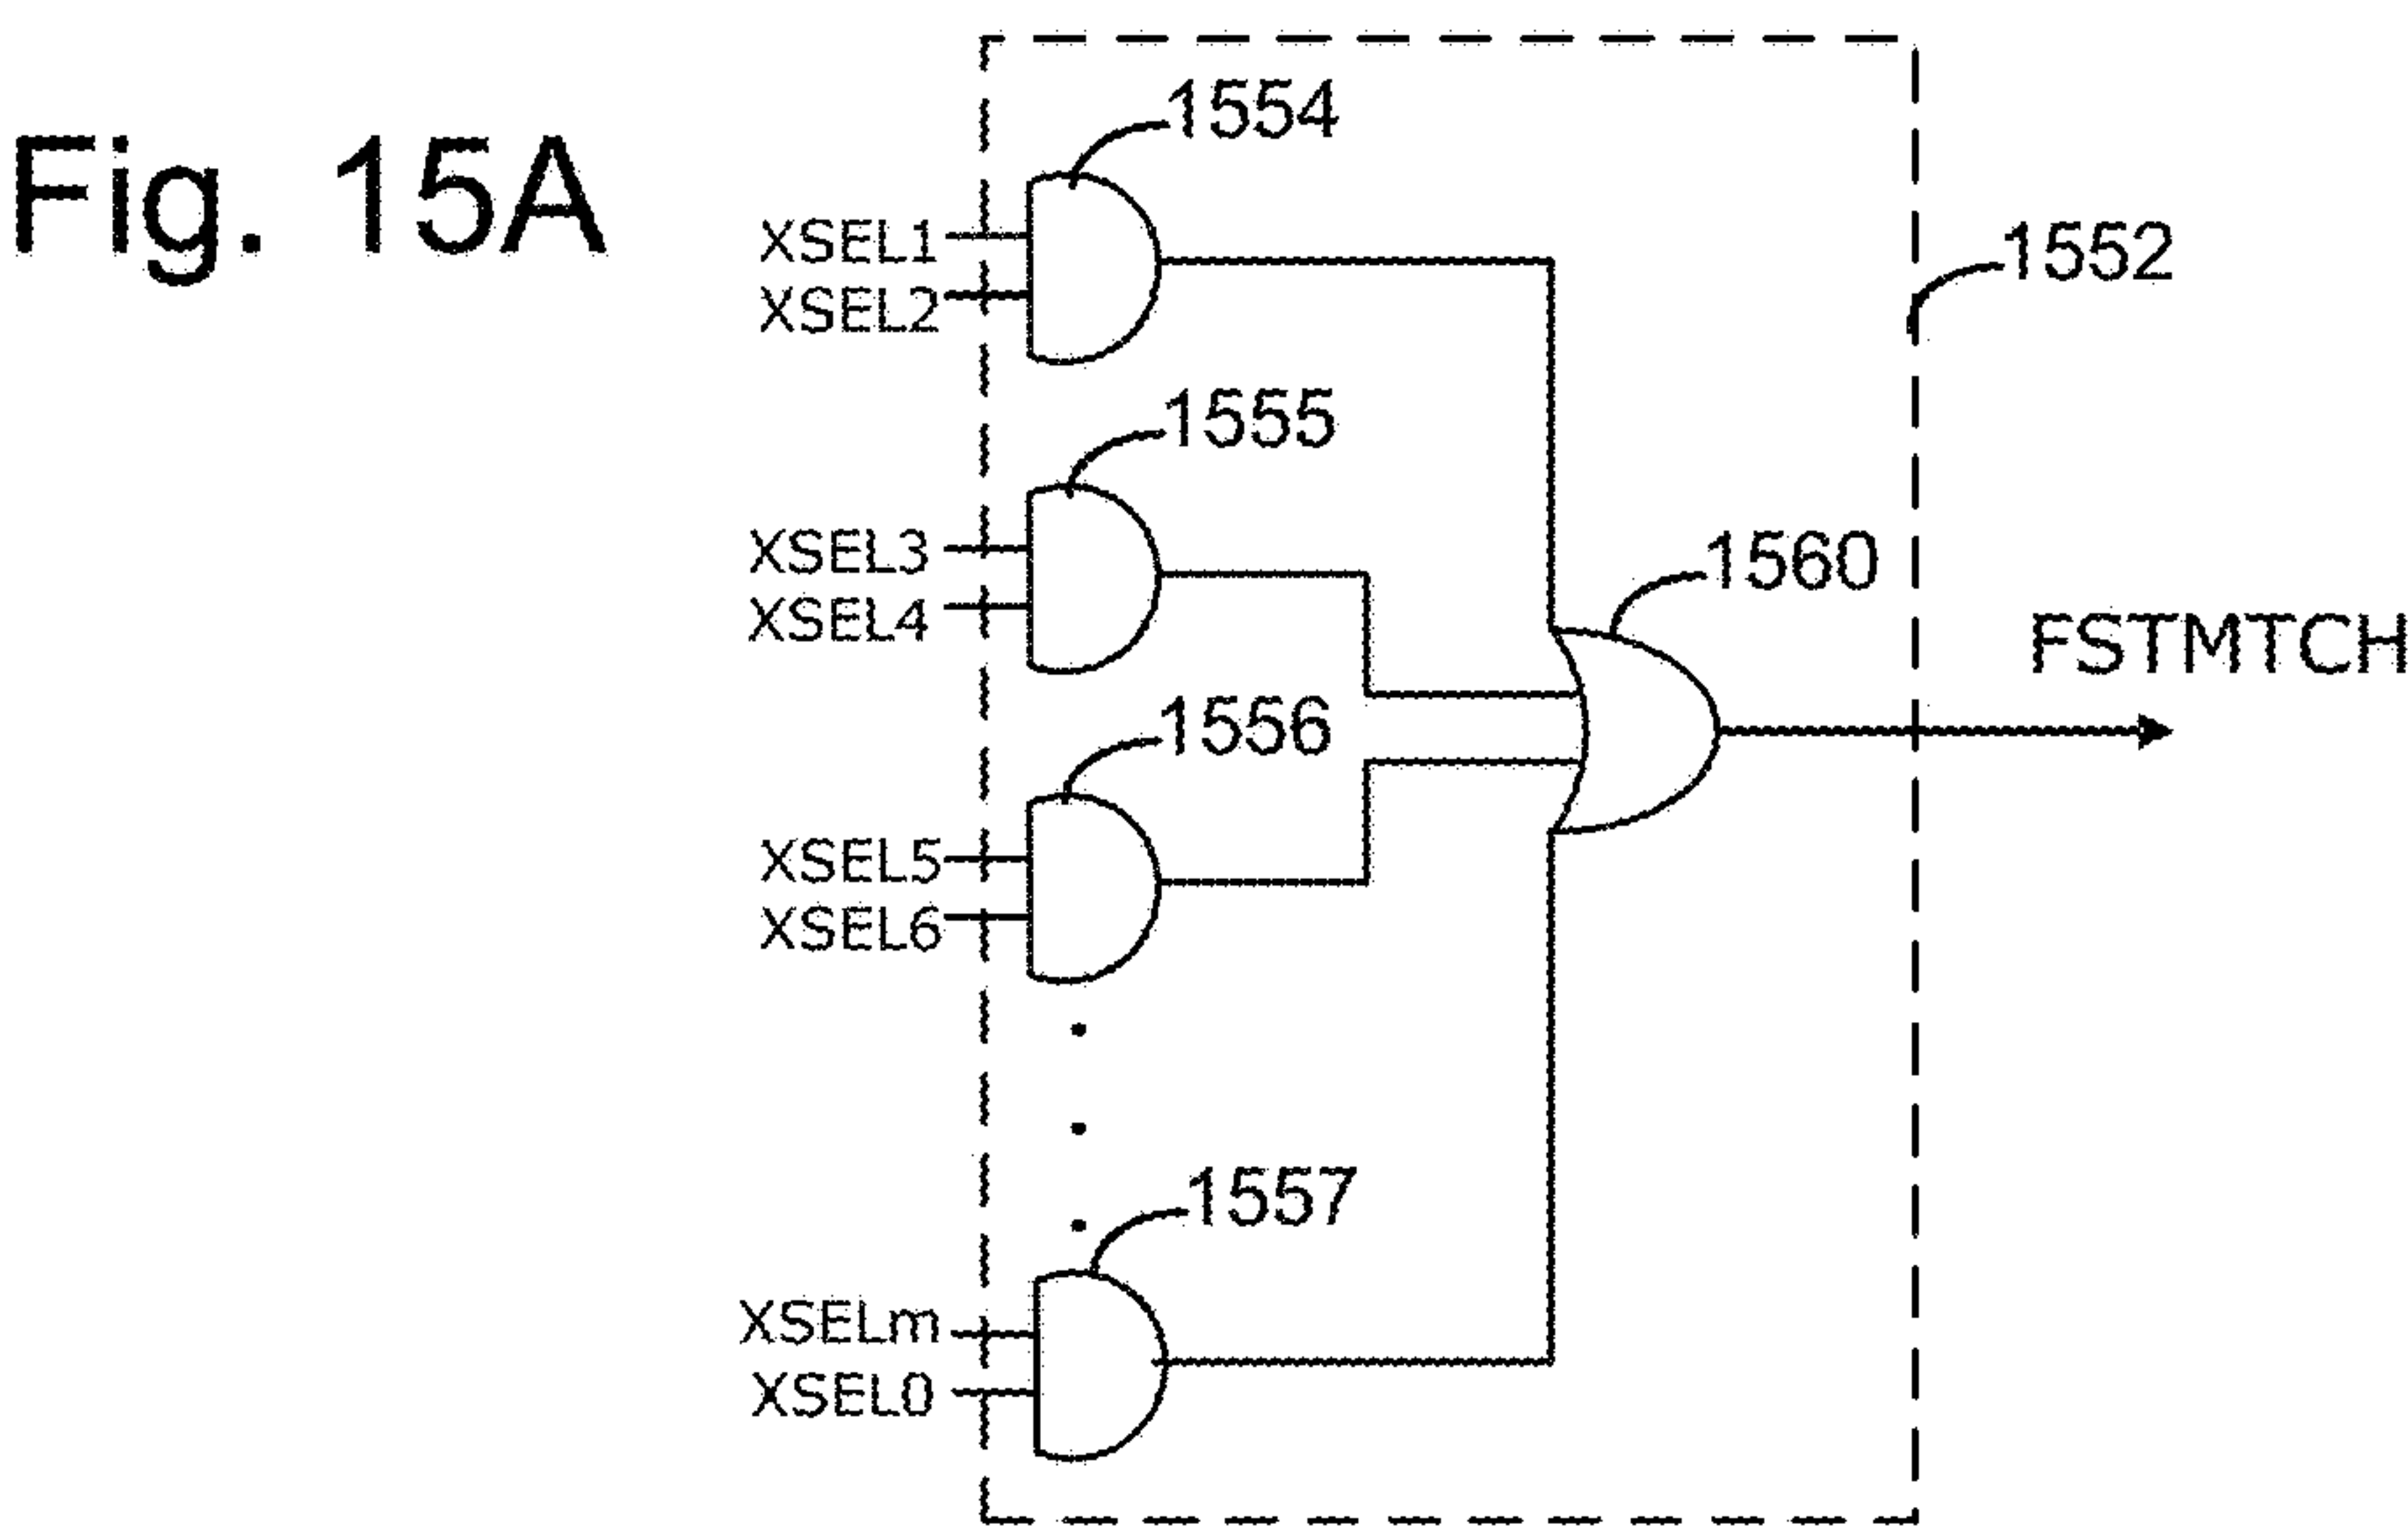 Fig. 15A
1554
XSEL1
XSEL2
1552
1555
XSEL3
XSEL4
1560
FSTMTCH
1556
XSEL5
XSEL6
1557
XSELm
XSEL0